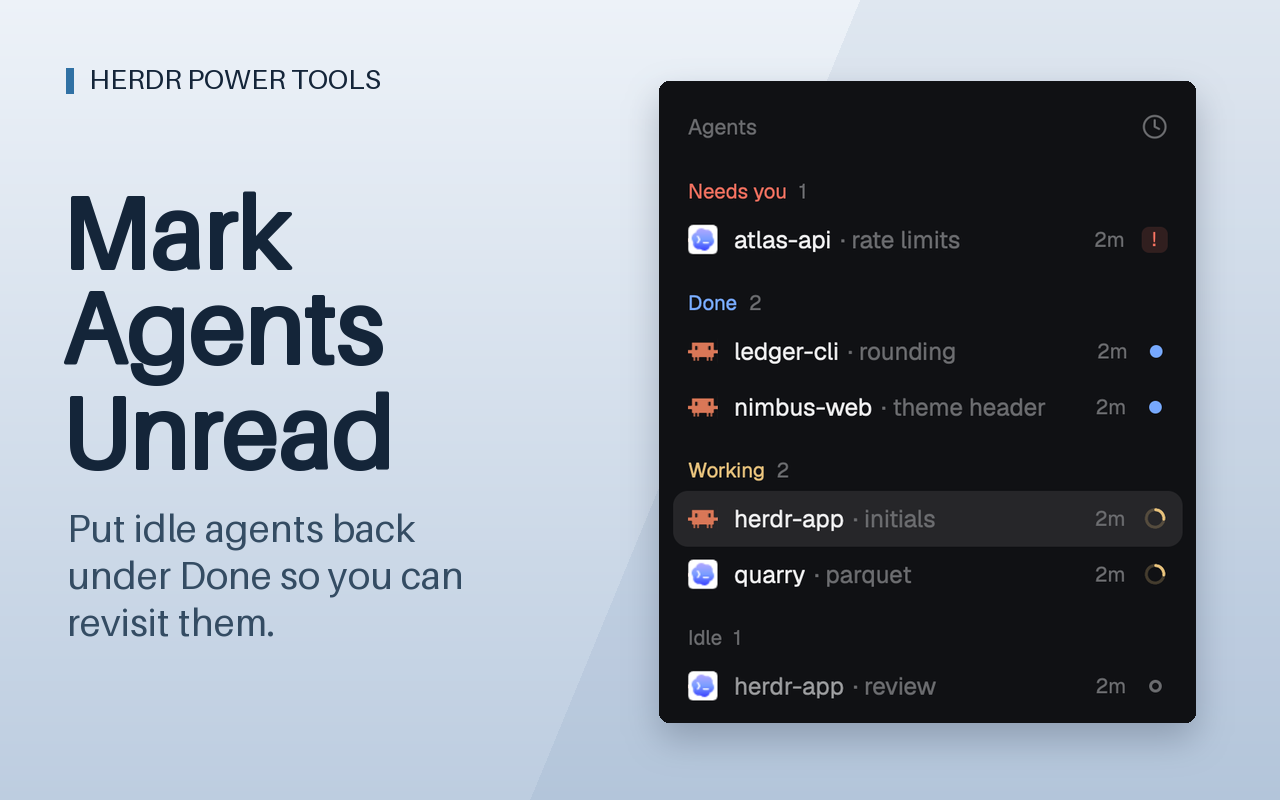 HERDR POWER TOOLS
Mark
Agents
Unread
Put idle agents back
under Done so you can
revisit them.
Agents
Needs you 1
atlas-api · rate limits 2m !
Done 2
ledger-cli · rounding 2m
nimbus-web · theme header 2m
Working 2
herdr-app · initials 2m
quarry · parquet 2m
Idle 1
herdr-app · review 2m